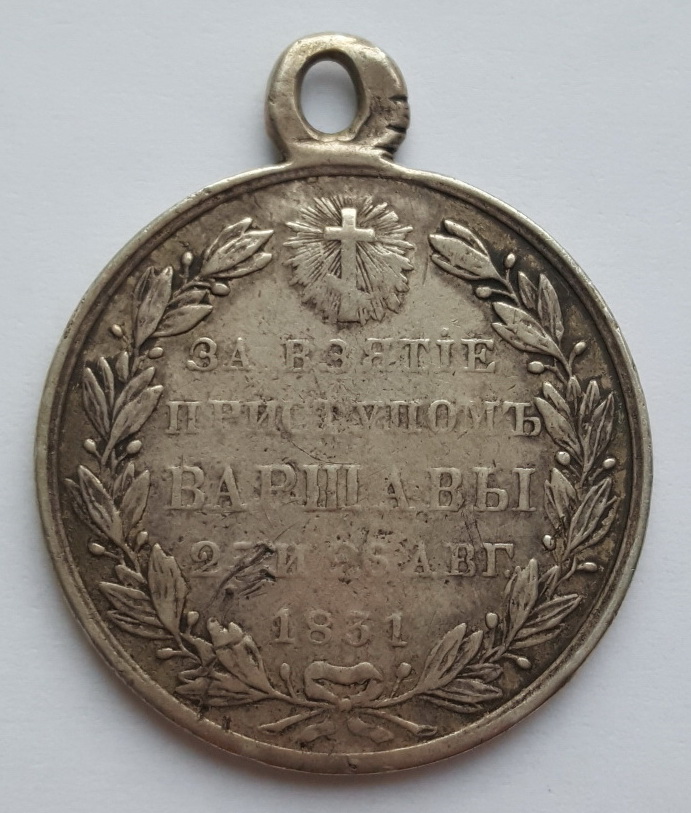 ЗА ВЗЯТІЕ
ПРИСТУПОМЪ
ВАРШАВЫ
25 И 26 АВГ.
1831